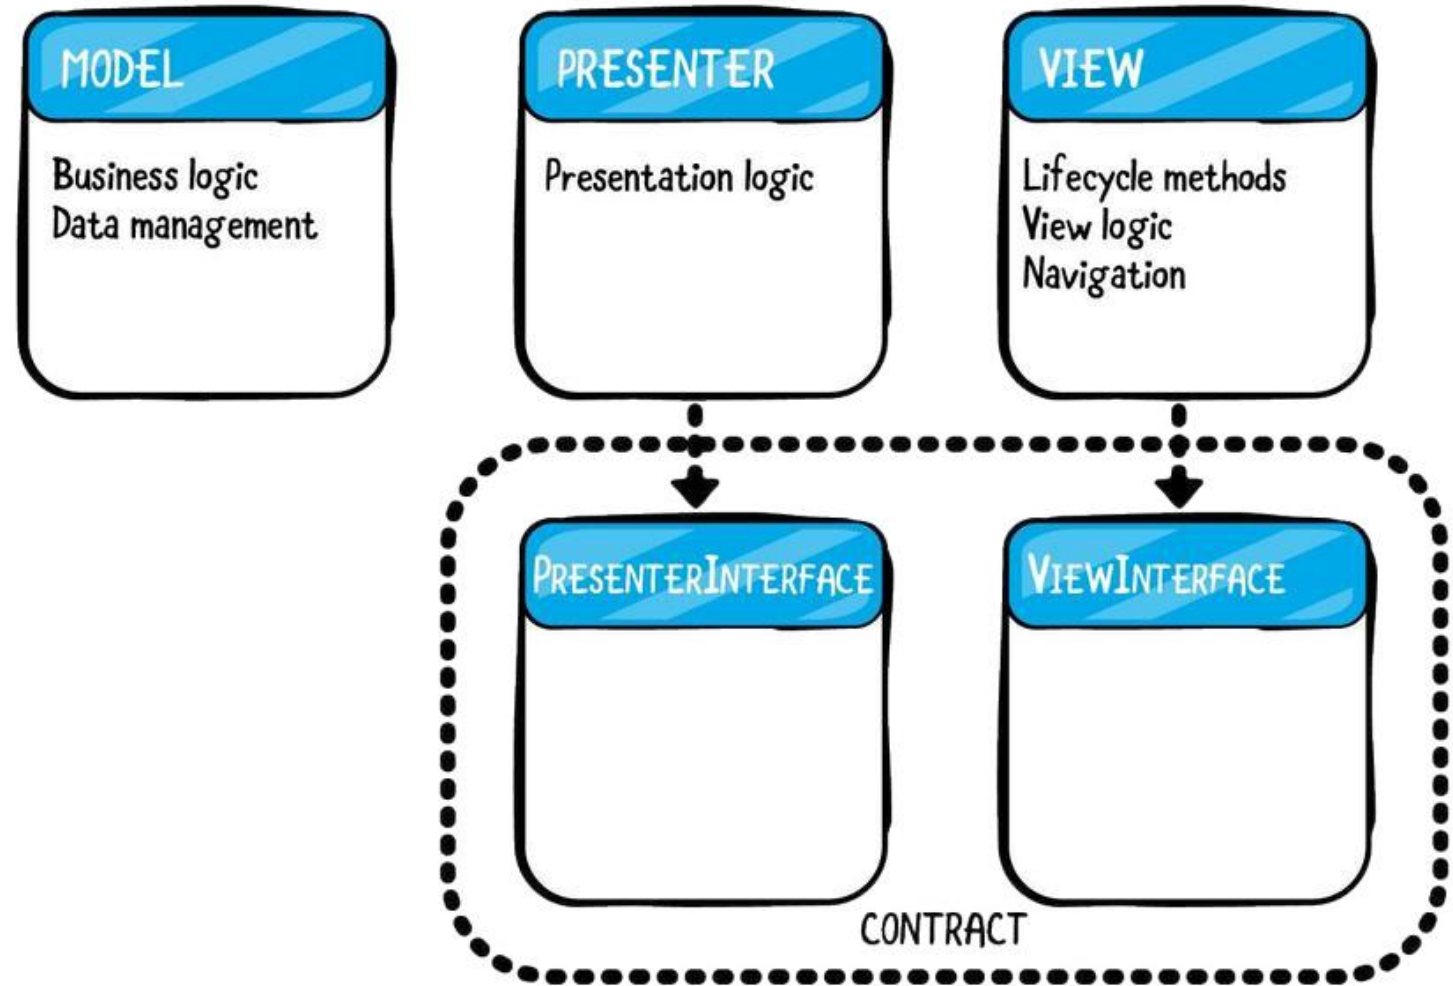 MODEL
Business logic
Data management
PRESENTER
Presentation logic
VIEW
Lifecycle methods
View logic
Navigation
PRESENTERINTERFACE
VIEWINTERFACE
CONTRACT